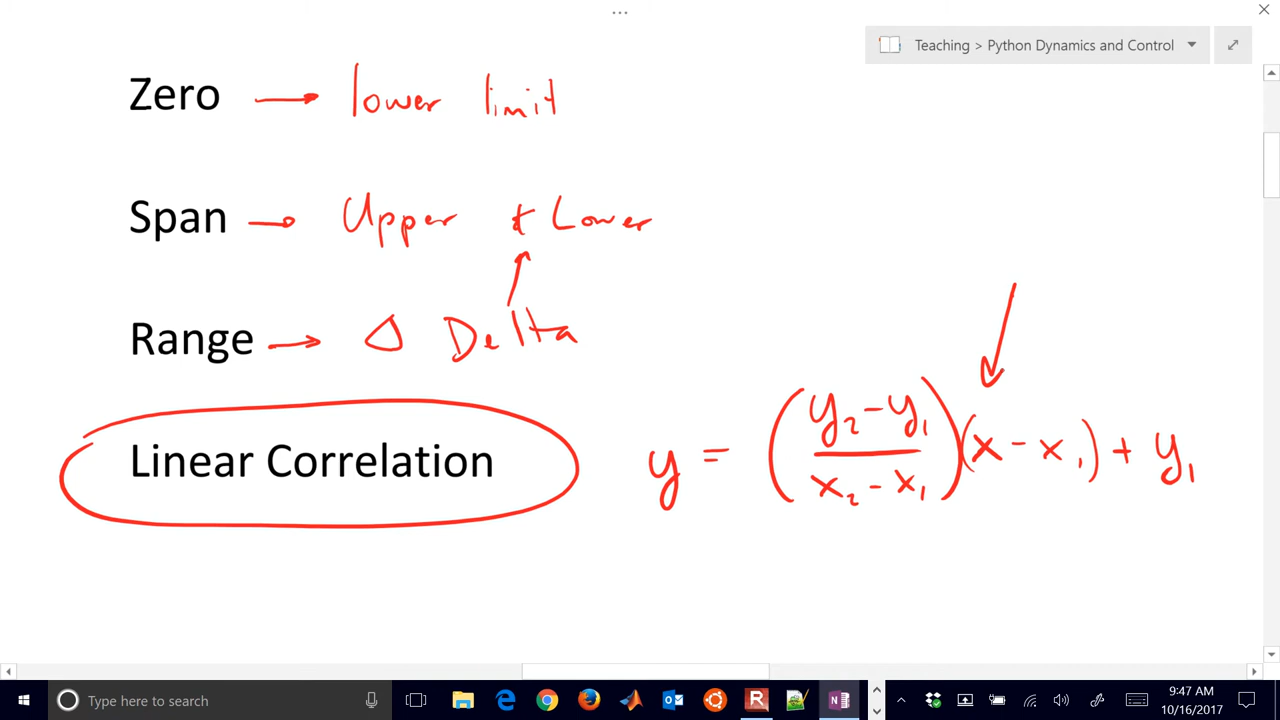 ...
Teaching > Python Dynamics and Control
Zero → lower limit
Span → Upper & Lower
Range → Δ Delta
Linear Correlation
y = ( (y₂ - y₁) / (x₂ - x₁) ) (x - x₁) + y₁
Type here to search
9:47 AM
10/16/2017